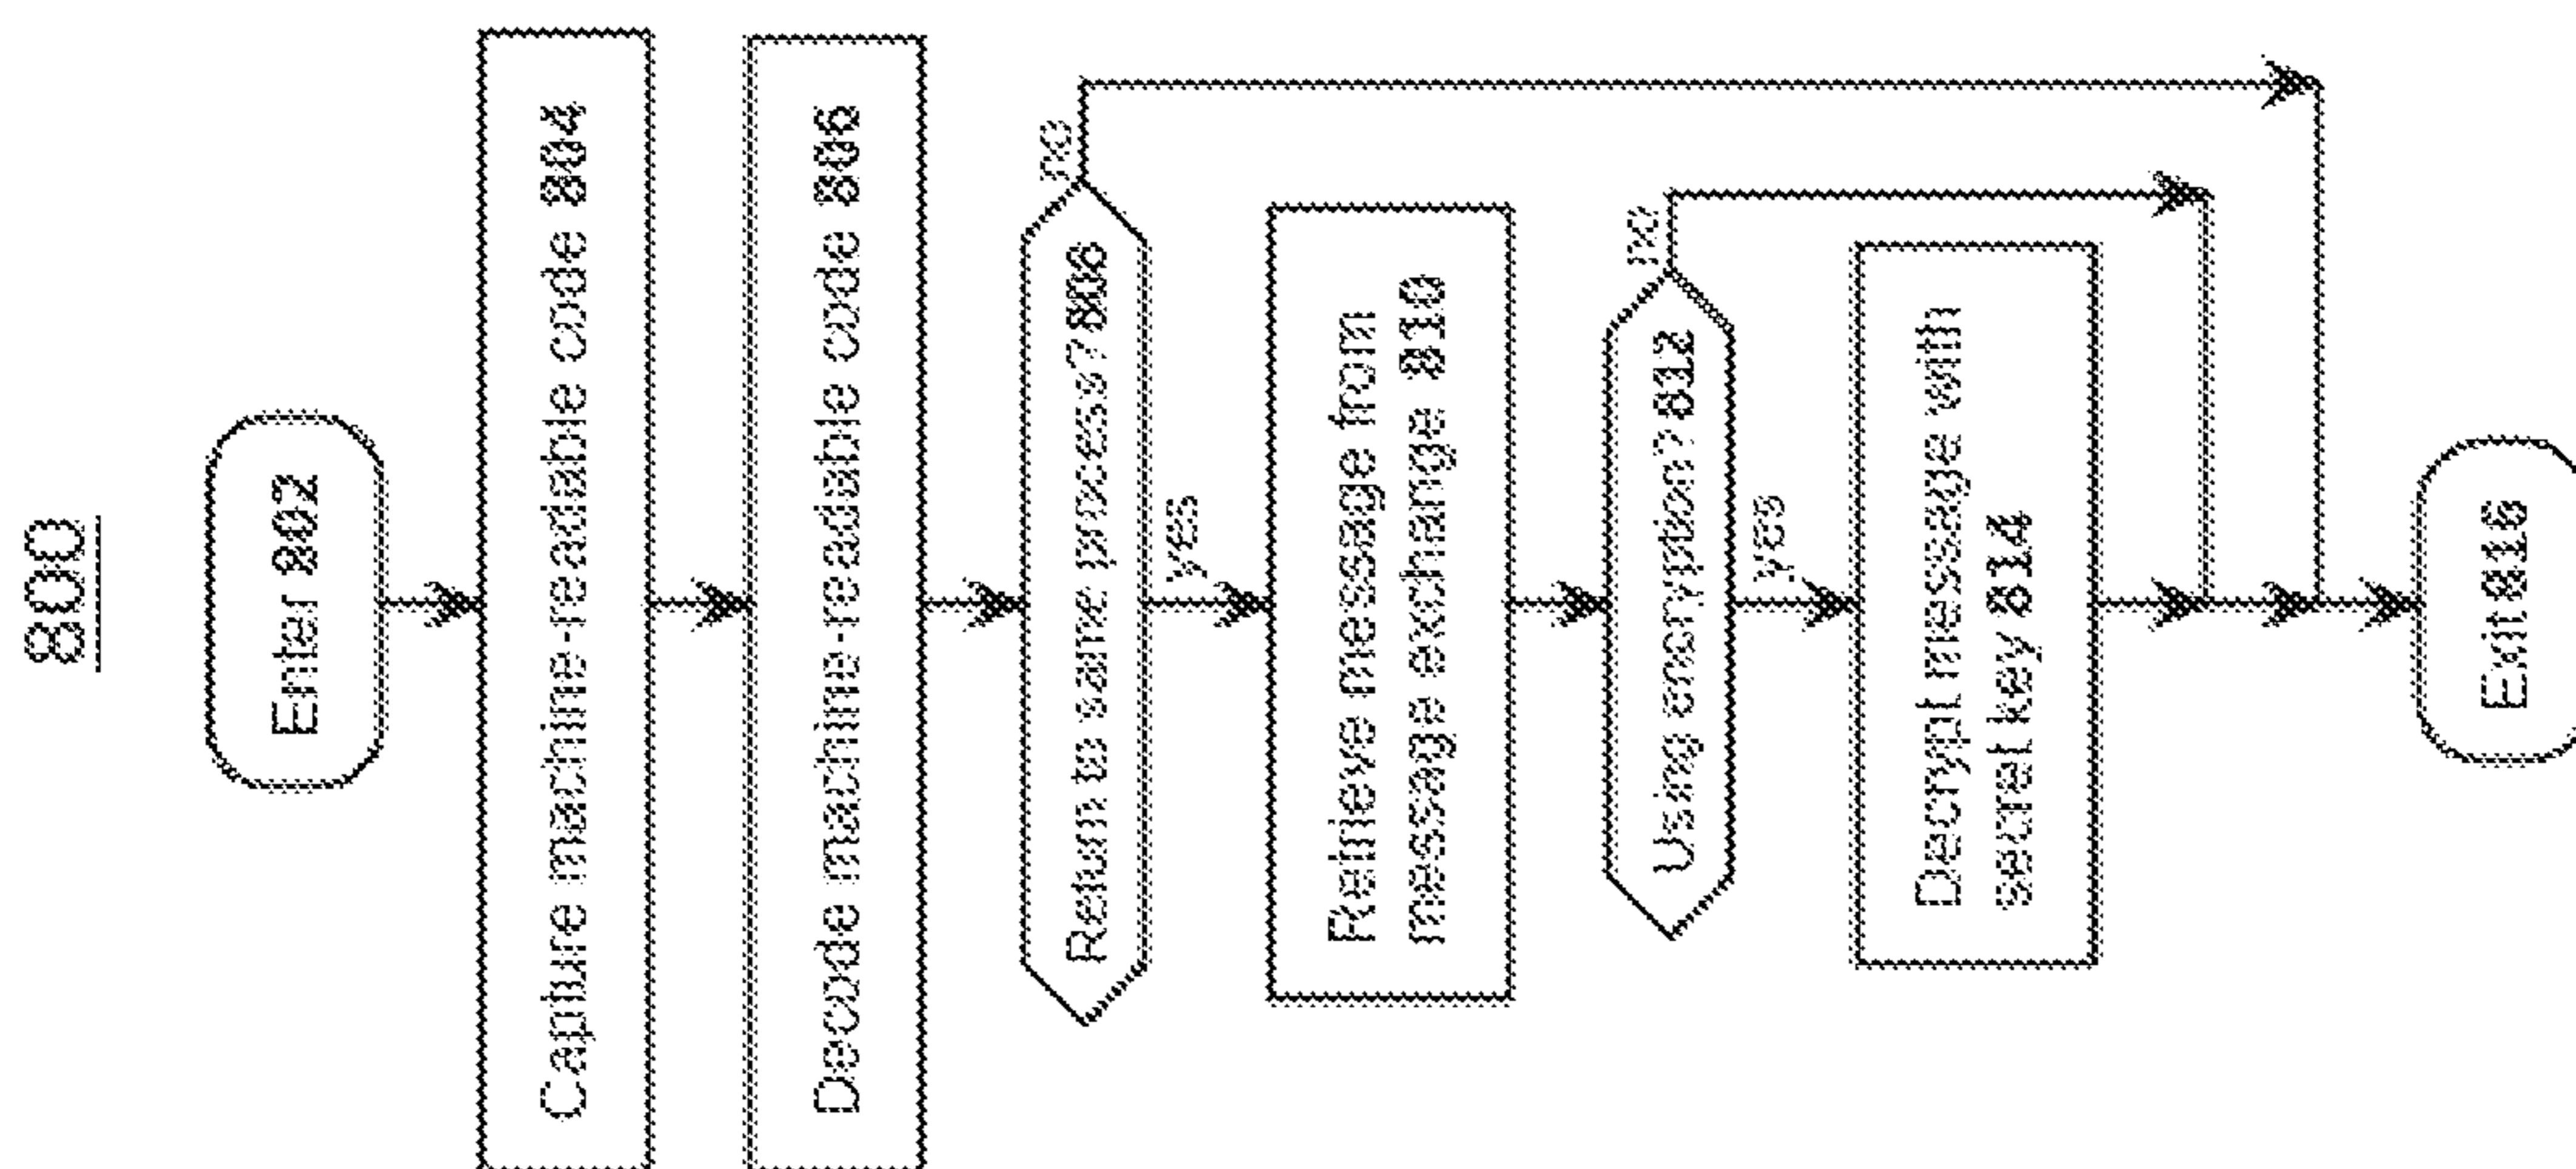 800
Enter 802
Capture machine-readable code 804
Decode machine-readable code 806
no
Return to same process? 808
yes
Retrieve message from
message exchange 810
no
Using encryption? 812
yes
Decrypt message with
secret key 814
Exit 816